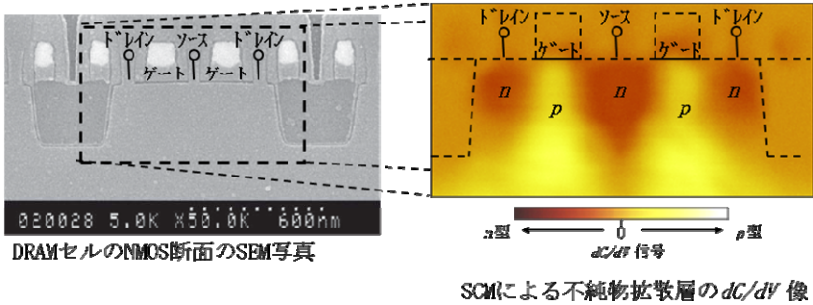 ドレイン ソース ドレイン
ゲート ゲート
020028 5.0K X50.0K 600nm
DRAMセルのNMOS断面のSEM写真
ドレイン ソース ドレイン
ゲート ゲート
n n n
p p
n型 0 p型
dC/dV 信号
SCMによる不純物拡散層のdC/dV 像